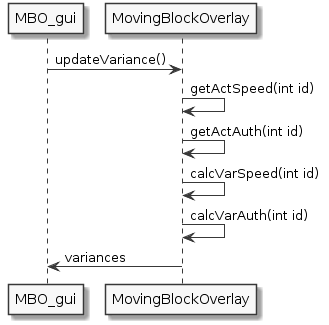 MBO_gui MovingBlockOverlay
updateVariance()
getActSpeed(int id)
getActAuth(int id)
calcVarSpeed(int id)
calcVarAuth(int id)
variances
MBO_gui MovingBlockOverlay